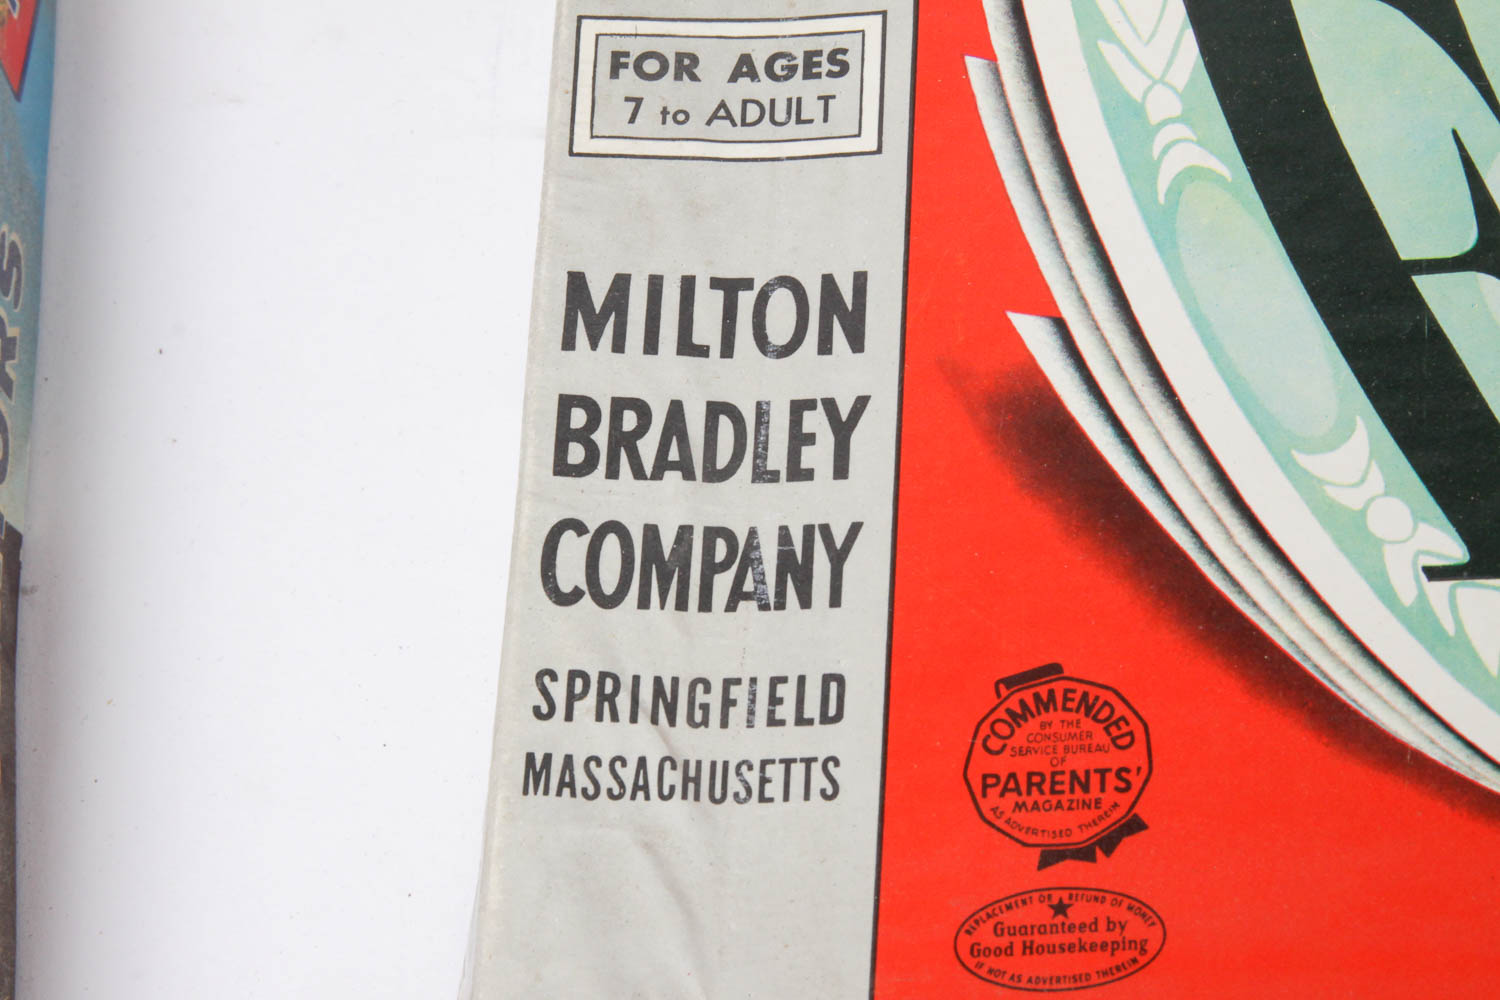 FOR AGES
7 to ADULT
MILTON
BRADLEY
COMPANY
SPRINGFIELD
MASSACHUSETTS
COMMENDED
BY THE
CONSUMER
SERVICE BUREAU
OF
PARENTS'
MAGAZINE
AS ADVERTISED THEREIN
REPLACEMENT OR REFUND OF MONEY
Guaranteed by
Good Housekeeping
IF NOT AS ADVERTISED THEREIN